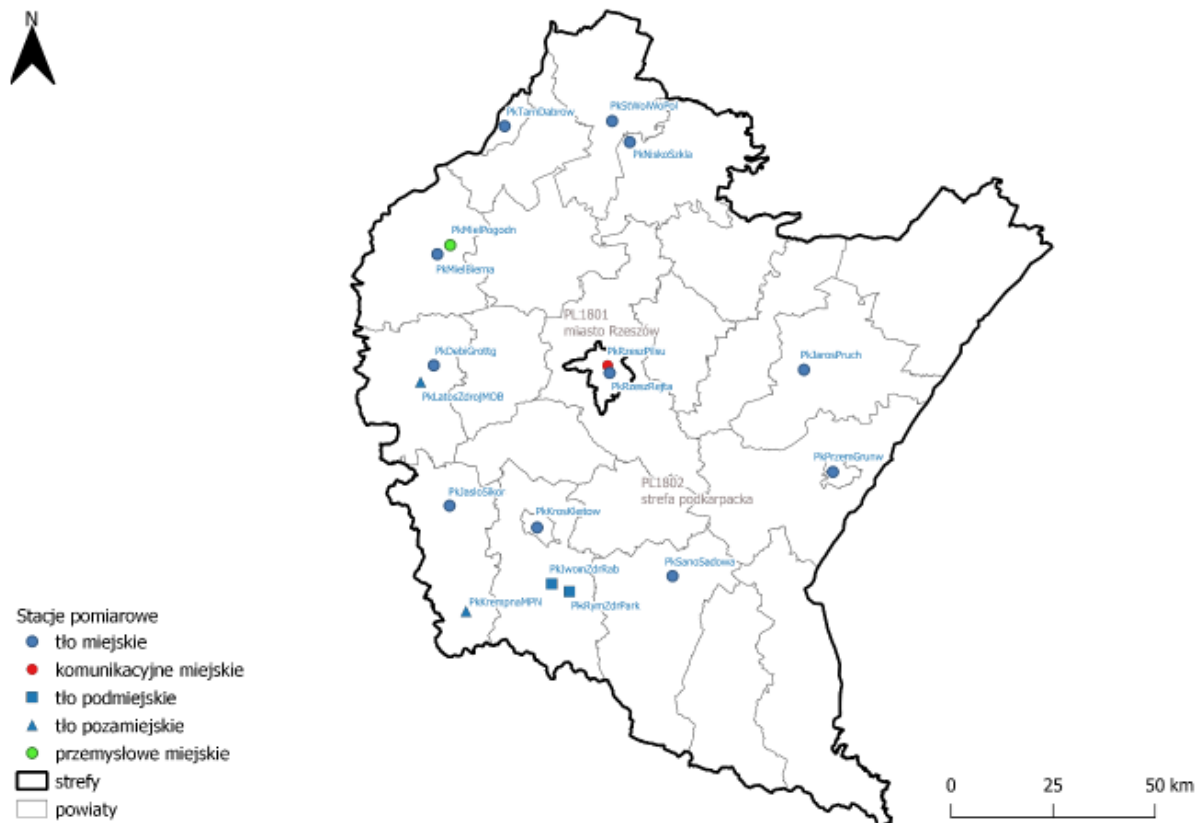 N
PkTarnDabrow
PkStWolWoPol
PkNiskoSzkla
PkMielPogodn
PkMielBierna
PL1801
miasto Rzeszów
PkDebiGrottg
PkRzeszPilsu
PkJarosPruch
PkRzeszRejta
PkLatosZdrojMOB
PkPrzemGrunw
PL1802
strefa podkarpacka
PkJasloSikor
PkKrosKletow
PkSanoSadowa
PkIwonZdrRab
PkRymZdrPark
PkKrempnaMPN
Stacje pomiarowe
tło miejskie
komunikacyjne miejskie
tło podmiejskie
tło pozamiejskie
przemysłowe miejskie
strefy
powiaty
0 25 50 km